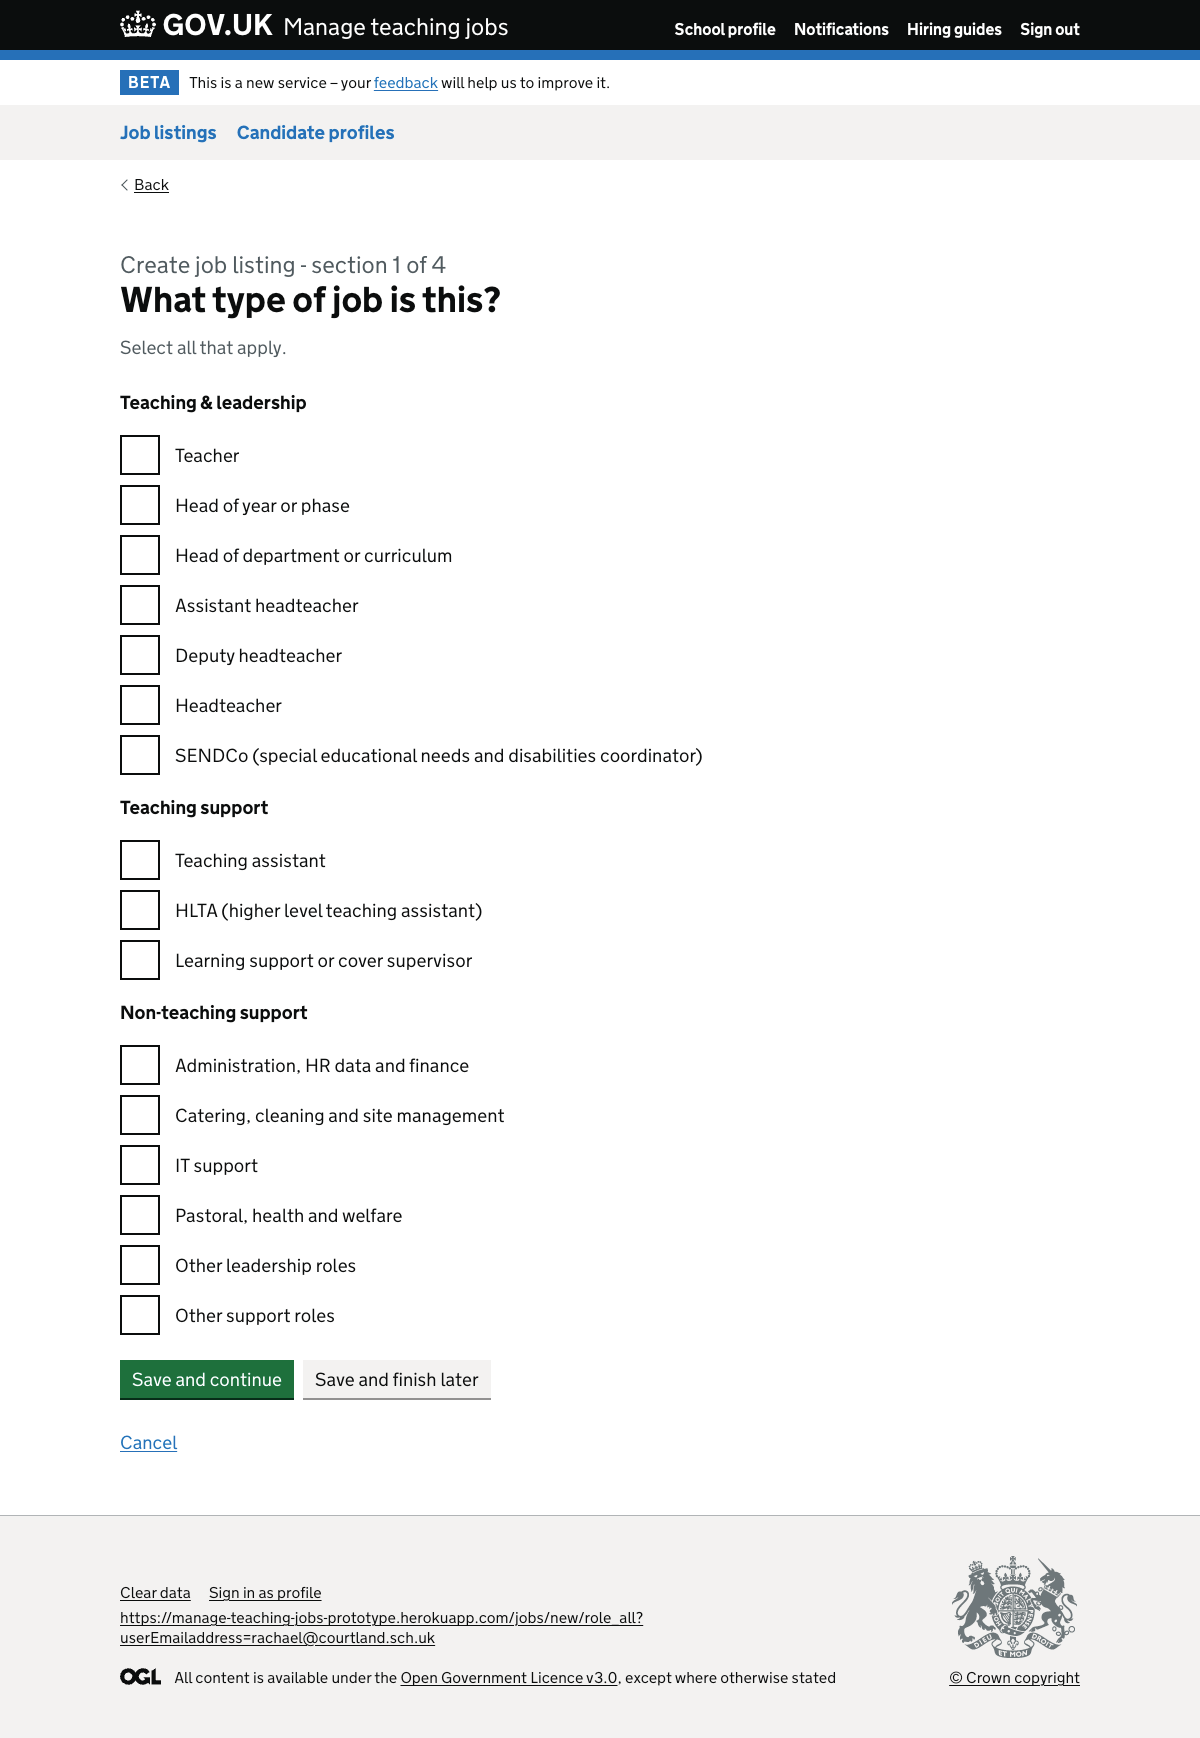 GOV.UK Manage teaching jobs
School profile Notifications Hiring guides Sign out
BETA This is a new service – your feedback will help us to improve it.
Job listings Candidate profiles
Back
Create job listing - section 1 of 4
What type of job is this?
Select all that apply.
Teaching & leadership
Teacher
Head of year or phase
Head of department or curriculum
Assistant headteacher
Deputy headteacher
Headteacher
SENDCo (special educational needs and disabilities coordinator)
Teaching support
Teaching assistant
HLTA (higher level teaching assistant)
Learning support or cover supervisor
Non-teaching support
Administration, HR data and finance
Catering, cleaning and site management
IT support
Pastoral, health and welfare
Other leadership roles
Other support roles
Save and continue Save and finish later
Cancel
Clear data Sign in as profile
https://manage-teaching-jobs-prototype.herokuapp.com/jobs/new/role_all?
userEmailaddress=rachael@courtland.sch.uk
DIEU ET MON DROIT
OGL All content is available under the Open Government Licence v3.0, except where otherwise stated
© Crown copyright